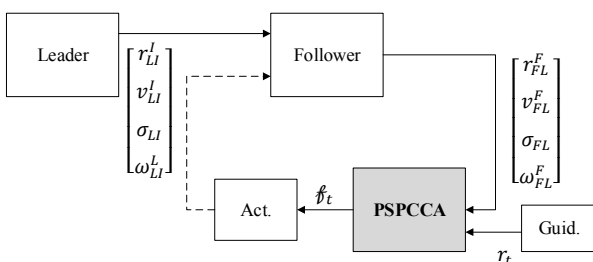 Leader
Follower
r_{LI}^{I}
v_{LI}^{I}
σ_{LI}
ω_{LI}^{L}
r_{FL}^{F}
v_{FL}^{F}
σ_{FL}
ω_{FL}^{F}
Act.
𝒻_t
PSPCCA
Guid.
r_t